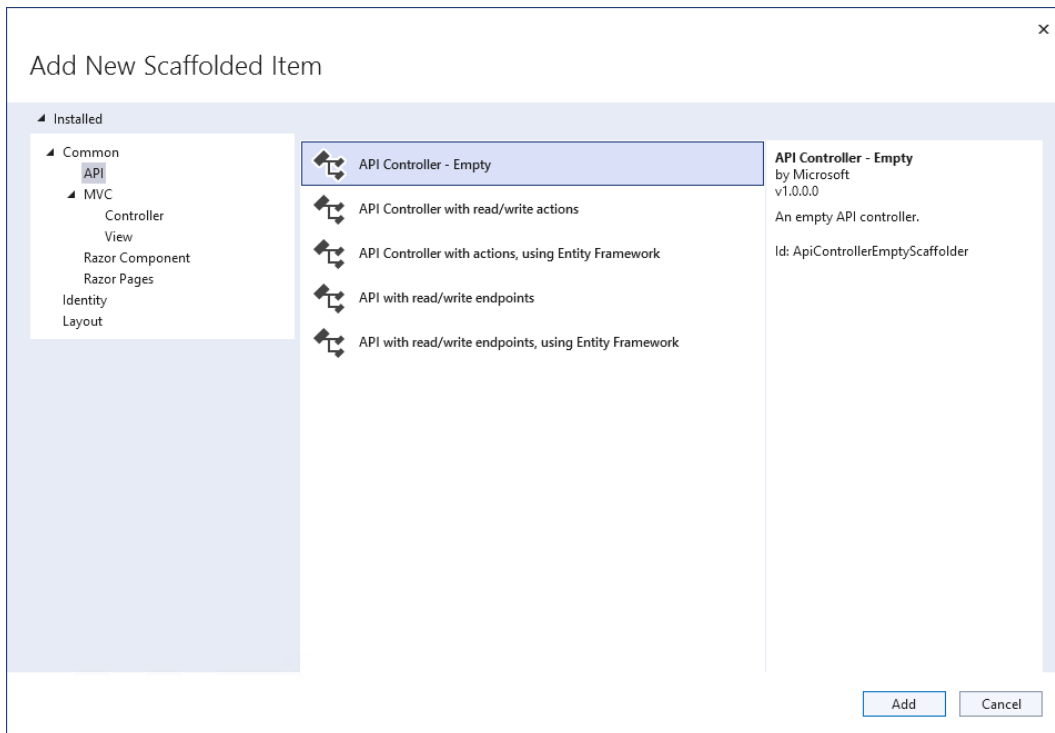 Add New Scaffolded Item
Installed
Common
API
MVC
Controller
View
Razor Component
Razor Pages
Identity
Layout
API Controller - Empty
API Controller with read/write actions
API Controller with actions, using Entity Framework
API with read/write endpoints
API with read/write endpoints, using Entity Framework
API Controller - Empty
by Microsoft
v1.0.0.0
An empty API controller.
Id: ApiControllerEmptyScaffolder
Add
Cancel